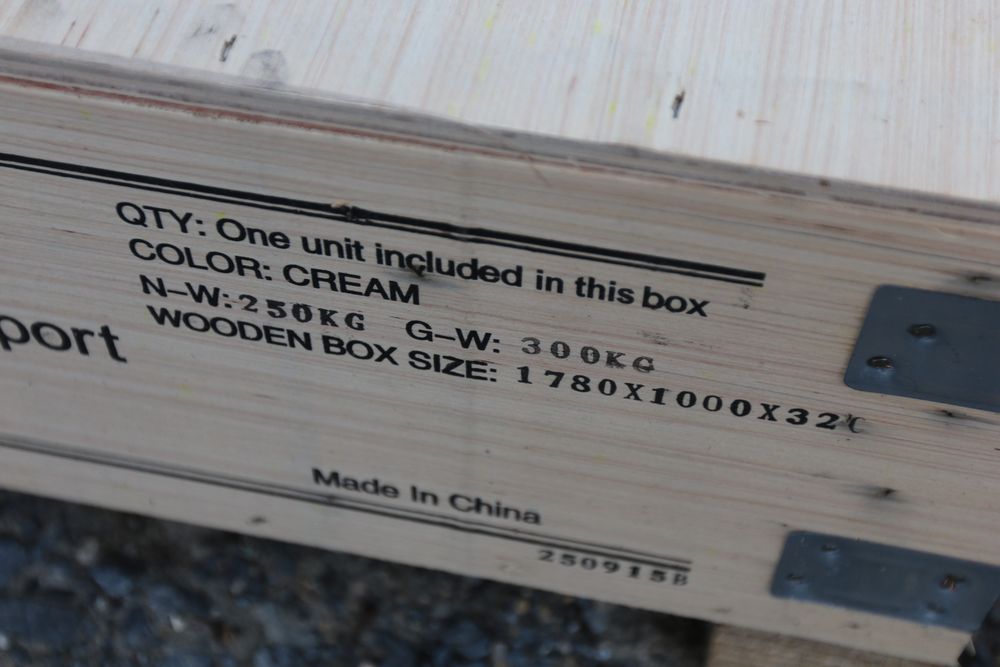 QTY: One unit included in this box
COLOR: CREAM
N-W:250KG G-W: 300KG
port
WOODEN BOX SIZE: 1780X1000X32
Made In China
250915B